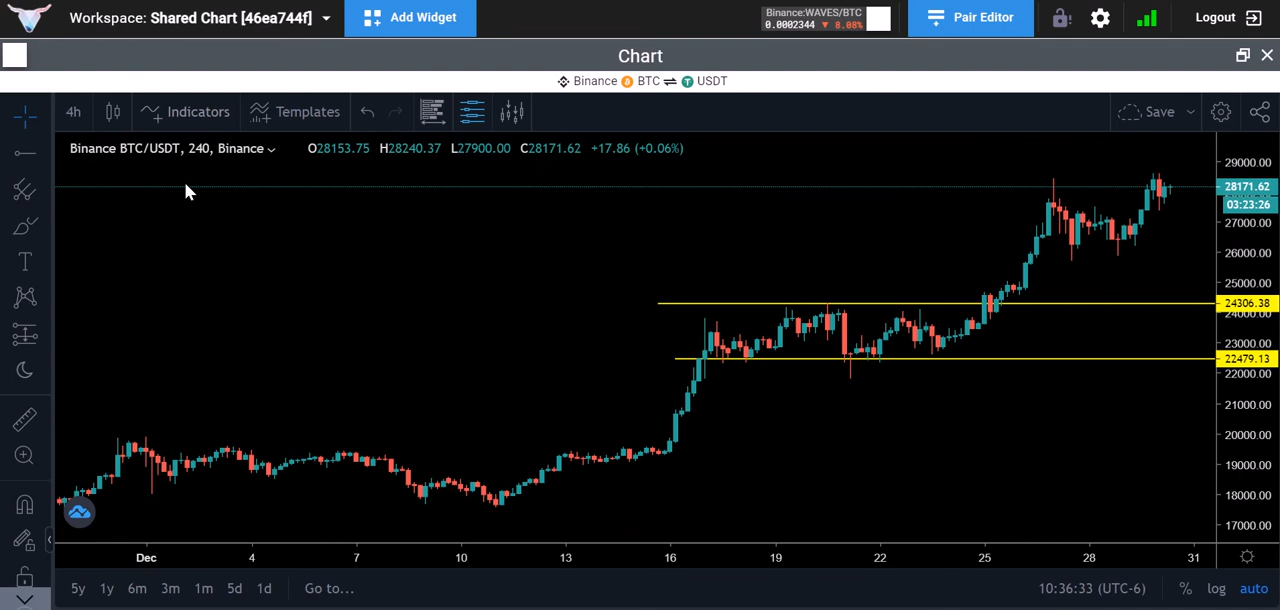 Workspace: Shared Chart [46ea744f]
Add Widget
Binance:WAVES/BTC
0.0002344 ▼ 8.08%
Pair Editor
Logout
Chart
Binance BTC ⇌ USDT
4h
Indicators
Templates
Save
Binance BTC/USDT, 240, Binance
O28153.75 H28240.37 L27900.00 C28171.62 +17.86 (+0.06%)
29000.00
28171.62
03:23:26
27000.00
26000.00
25000.00
24306.38
24000.00
23000.00
22479.13
22000.00
21000.00
20000.00
19000.00
18000.00
17000.00
Dec 4 7 10 13 16 19 22 25 28 31
5y 1y 6m 3m 1m 5d 1d Go to...
10:36:33 (UTC-6) % log auto